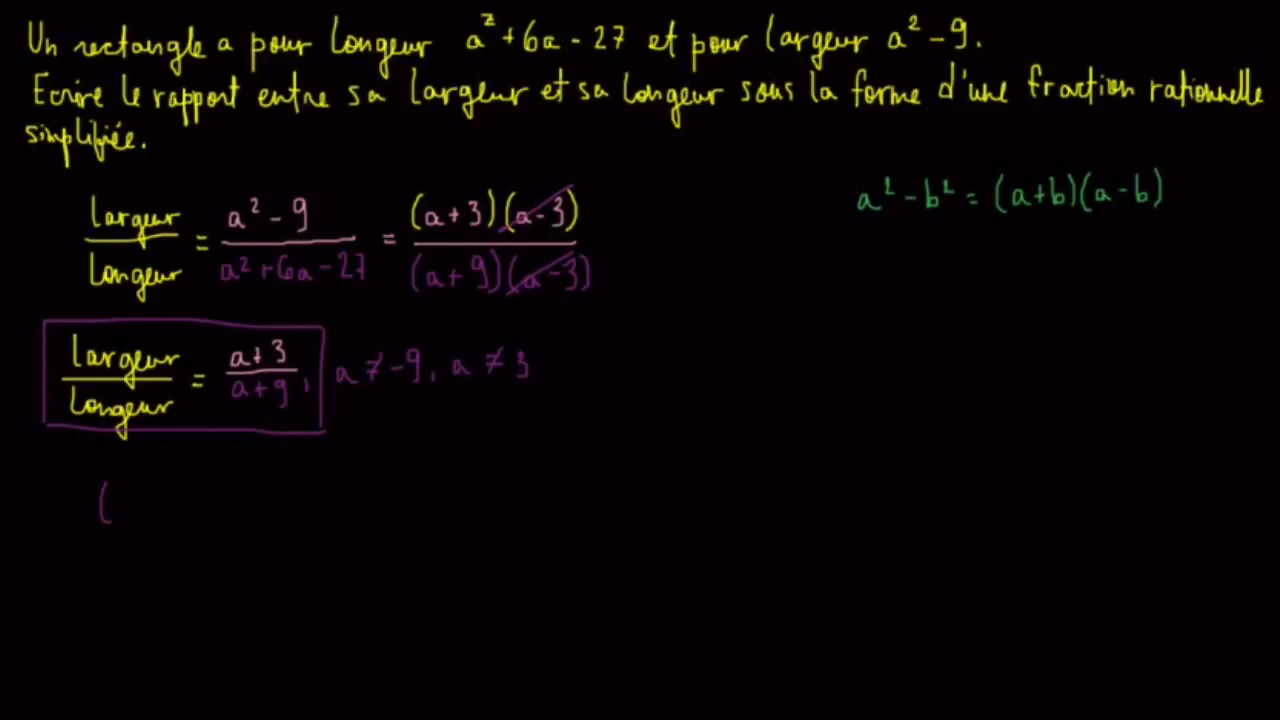 Un rectangle a pour longeur a² + 6a - 27 et pour largeur a² - 9.
Ecrire le rapport entre sa largeur et sa longeur sous la forme d'une fraction rationnelle
simplifiée.
a² - b² = (a+b)(a-b)
largeur/longeur = (a² - 9)/(a² + 6a - 27) = ((a+3)(a-3))/((a+9)(a-3))
largeur/longeur = (a+3)/(a+9), a ≠ -9, a ≠ 3
(